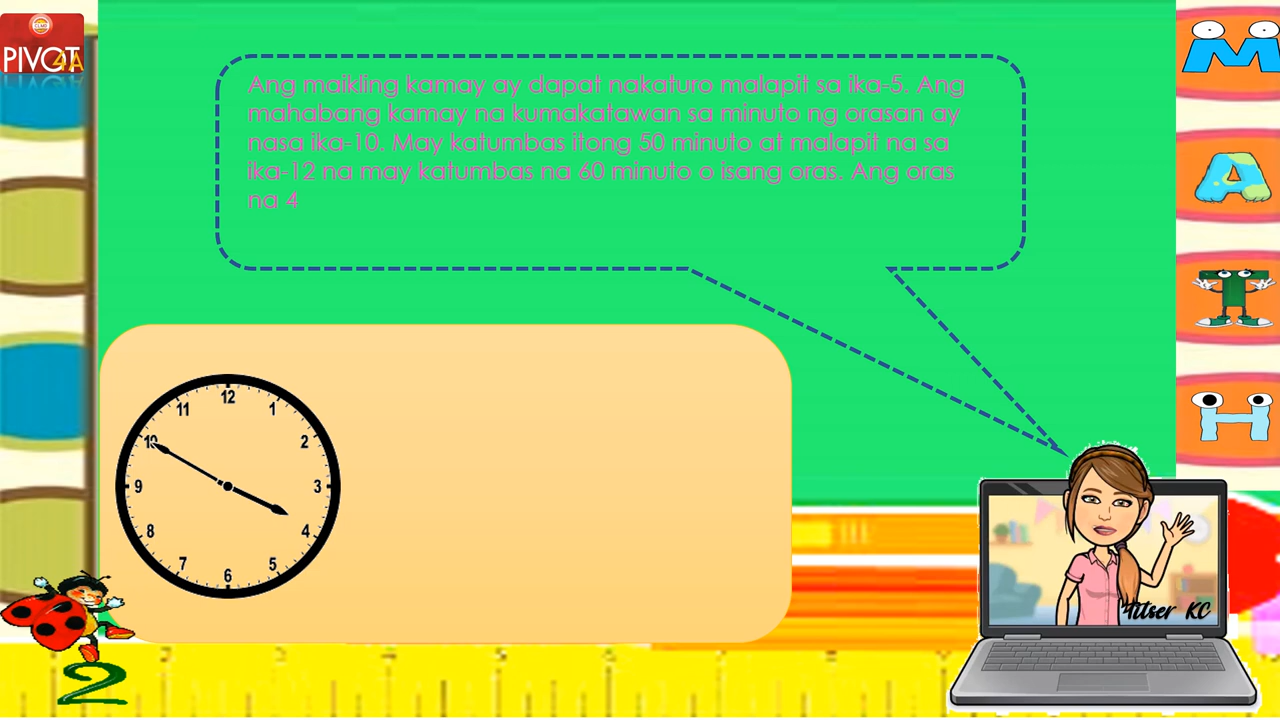 PIVOT 4A
Ang maikling kamay ay dapat nakaturo malapit sa ika-5. Ang
mahabang kamay na kumakatawan sa minuto ng orasan ay
nasa ika-10. May katumbas itong 50 minuto at malapit na sa
ika-12 na may katumbas na 60 minuto o isang oras. Ang oras
na 4
M
A
T
H
12
11
1
10
2
9
3
8
4
7
5
6
Titser KC
2